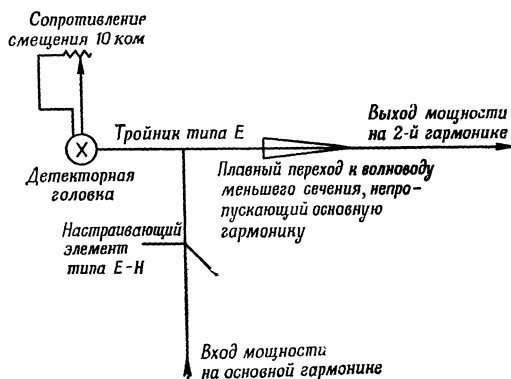 Сопротивление
смещения 10 ком
Тройник типа E
Выход мощности
на 2-й гармонике
X
Детекторная
головка
Плавный переход к волноводу
меньшего сечения, непро-
пускающий основную
гармонику
Настраивающий
элемент
типа E-H
Вход мощности
на основной гармонике